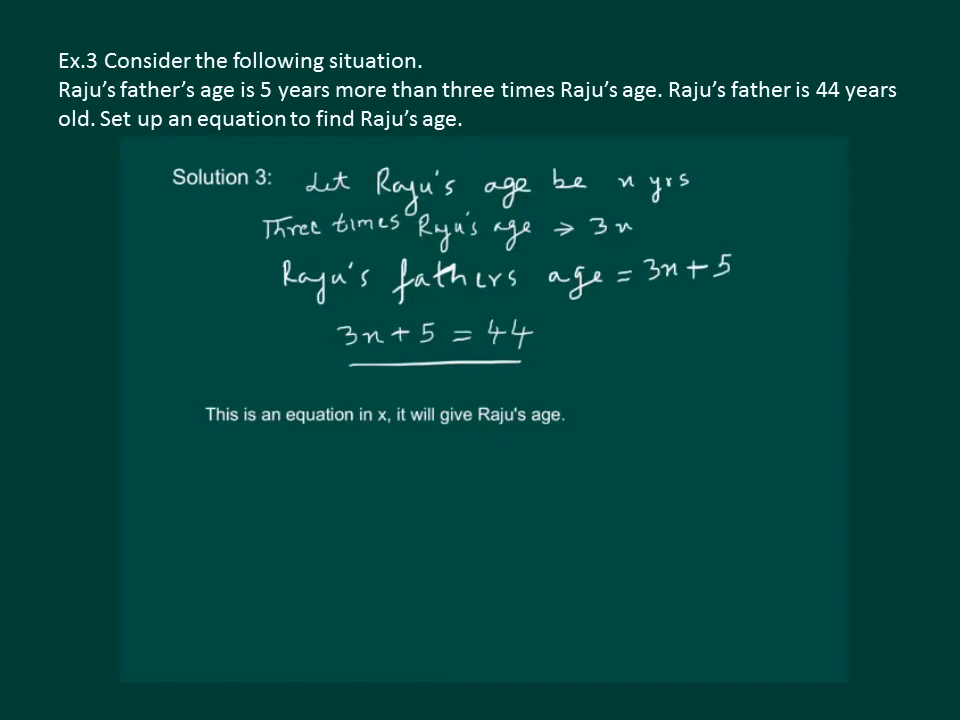 Ex.3 Consider the following situation.
Raju’s father’s age is 5 years more than three times Raju’s age. Raju’s father is 44 years
old. Set up an equation to find Raju’s age.
Solution 3: Let Raju's age be x yrs
Three times Raju's age → 3x
Raju's fathers age = 3x + 5
3x + 5 = 44
This is an equation in x, it will give Raju's age.